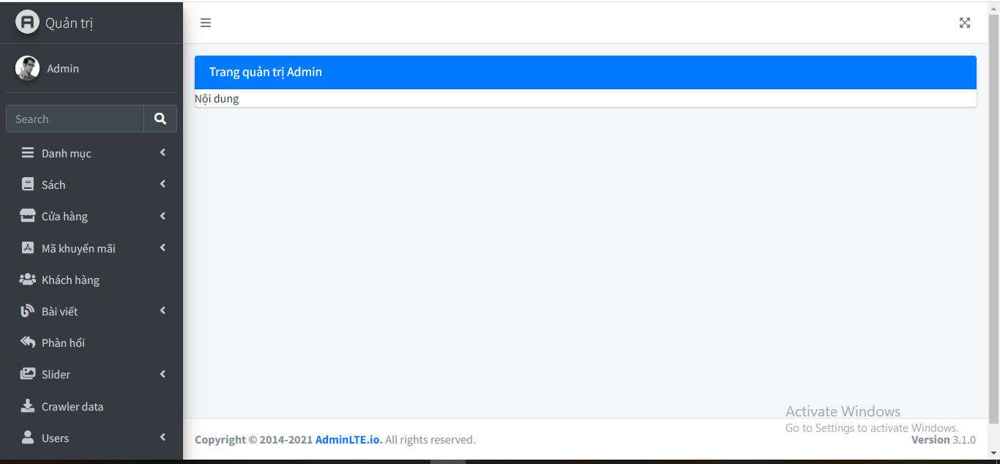 Quản trị
Admin
Search
Danh mục
Sách
Cửa hàng
Mã khuyến mãi
Khách hàng
Bài viết
Phản hồi
Slider
Crawler data
Users
Trang quản trị Admin
Nội dung
Activate Windows
Go to Settings to activate Windows.
Copyright © 2014-2021 AdminLTE.io. All rights reserved.
Version 3.1.0